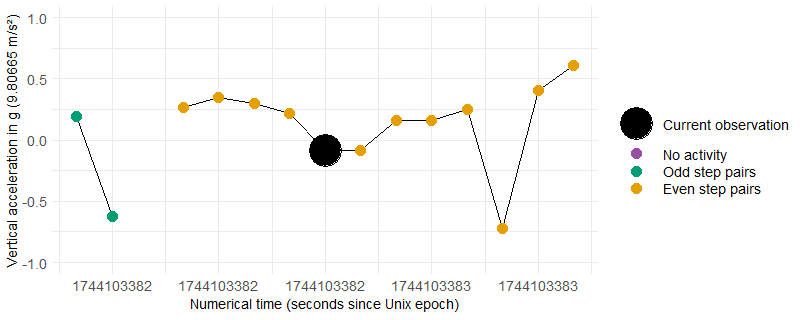 Vertical acceleration in g (9.80665 m/s²)
1.0
0.5
0.0
-0.5
-1.0
1744103382 1744103382 1744103382 1744103383 1744103383
Numerical time (seconds since Unix epoch)
Current observation
No activity
Odd step pairs
Even step pairs